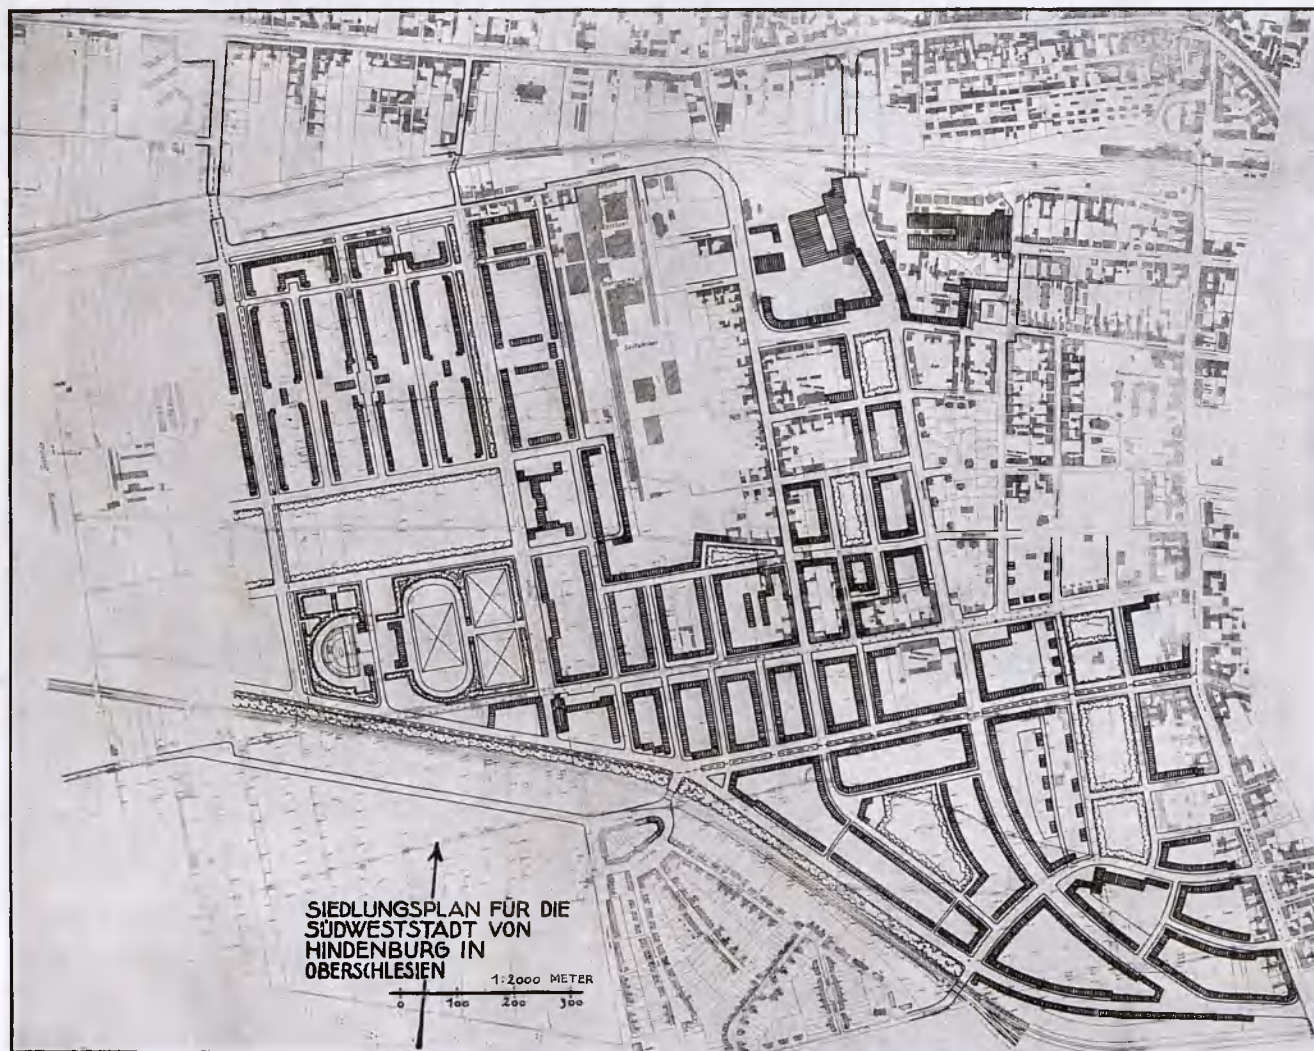 SIEDLUNGSPLAN FÜR DIE
SÜDWESTSTADT VON
HINDENBURG IN
OBERSCHLESIEN
1:2000 METER
0 100 200 300